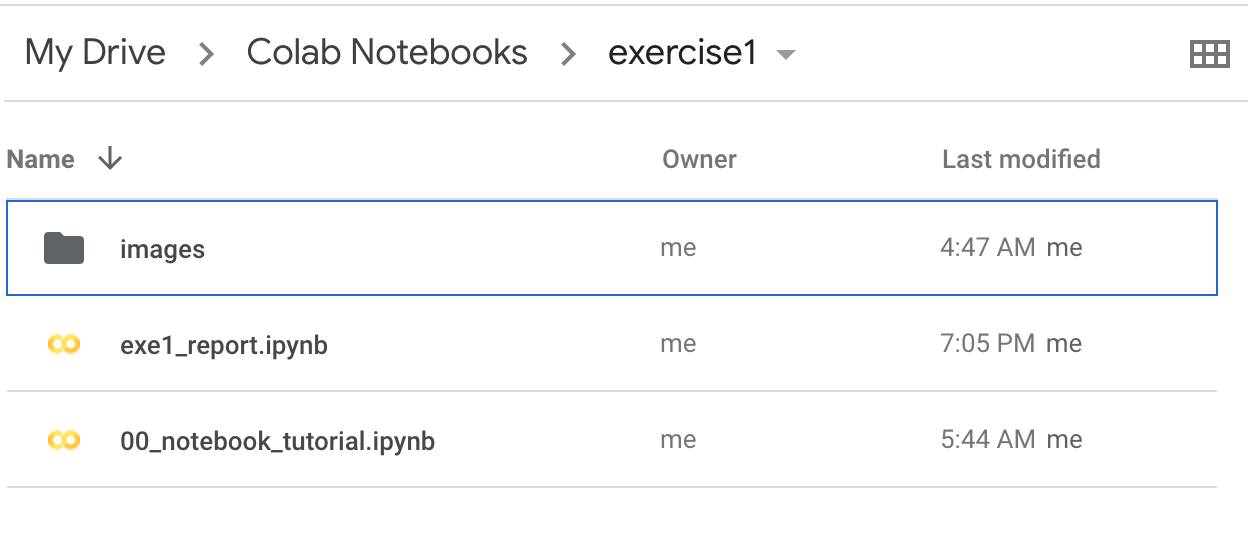 My Drive > Colab Notebooks > exercise1
Name Owner Last modified
images me 4:47 AM me
exe1_report.ipynb me 7:05 PM me
00_notebook_tutorial.ipynb me 5:44 AM me